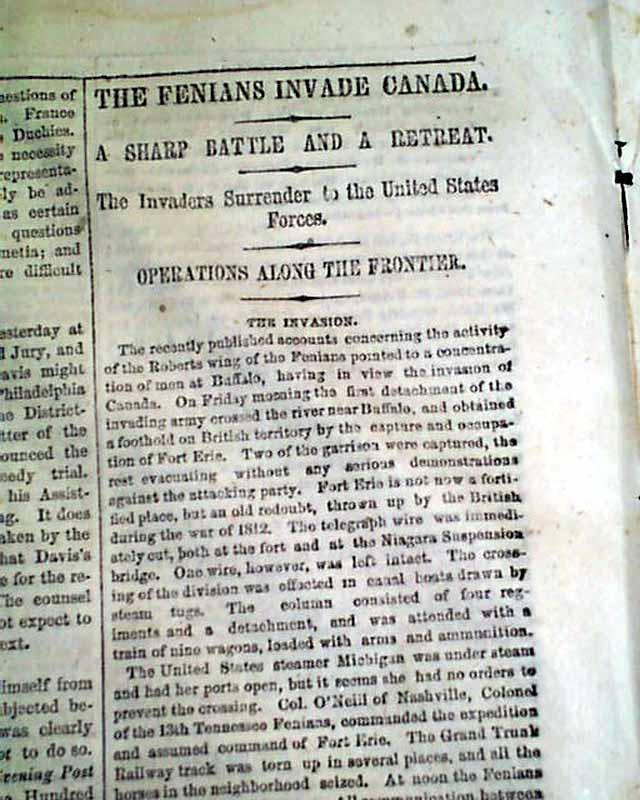 uestions of
France
Duchies.
necessity
representa-
ly be ad-
as certain
questions
netia; and
re difficult
esterday at
Jury, and
avis might
Philadelphia
he District-
tter of the
ounced the
eedy trial.
his Assist-
ng. It does
aken by the
hat Davis's
e for the re-
The counsel
ot expect to
ext.
imself from
bjected be-
was clearly
ot to do so.
Evening Post
Hundred
THE FENIANS INVADE CANADA.
A SHARP BATTLE AND A RETREAT.
The Invaders Surrender to the United States
Forces.
OPERATIONS ALONG THE FRONTIER.
THE INVASION.
The recently published accounts concerning the activity
of the Roberts wing of the Fenians pointed to a concentra-
tion of men at Buffalo, having in view the invasion of
Canada. On Friday morning the first detachment of the
invading army crossed the river near Buffalo, and obtained
a foothold on British territory by the capture and occupa-
tion of Fort Erie. Two of the garrison were captured, the
rest evacuating without any serious demonstrations
against the attacking party. Fort Erie is not now a forti-
fied place, but an old redoubt, thrown up by the British
during the war of 1812. The telegraph wire was immedi-
ately cut, both at the fort and at the Niagara Suspension
bridge. One wire, however, was left intact. The cross-
ing of the division was effected in canal boats drawn by
steam tugs. The column consisted of four reg-
iments and a detachment, and was attended with a
train of nine wagons, loaded with arms and ammunition.
The United States steamer Michigan was under steam
and had her ports open, but it seems she had no orders to
prevent the crossing. Col. O'Neill of Nashville, Colonel
of the 13th Tennessee Fenians, commanded the expedition
and assumed command of Fort Erie. The Grand Trunk
Railway track was torn up in several places, and all the
horses in the neighborhood seized. At noon the Fenians
All communication between